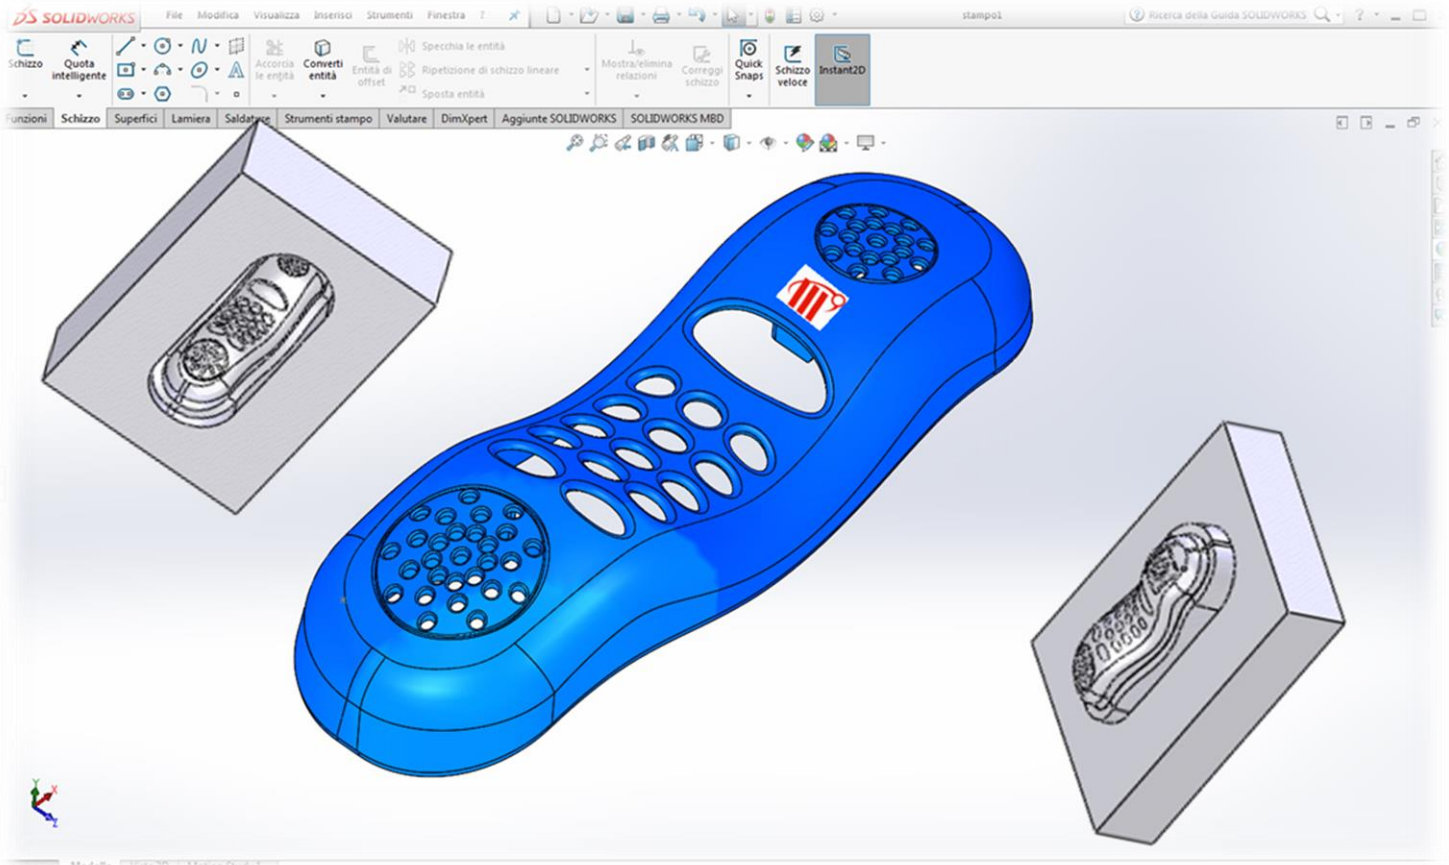 SOLIDWORKS File Modifica Visualizza Inserisci Strumenti Finestra ? stampo1 Ricerca della Guida SOLIDWORKS ?
Schizzo
Quota
intelligente
Accorcia
le entità
Converti
entità
Entità di
offset
Specchia le entità
Ripetizione di schizzo lineare
Sposta entità
Mostra/elimina
relazioni
Correggi
schizzo
Quick
Snaps
Schizzo
veloce
Instant2D
Funzioni Schizzo Superfici Lamiera Saldature Strumenti stampo Valutare DimXpert Aggiunte SOLIDWORKS SOLIDWORKS MBD
Y
X
Z